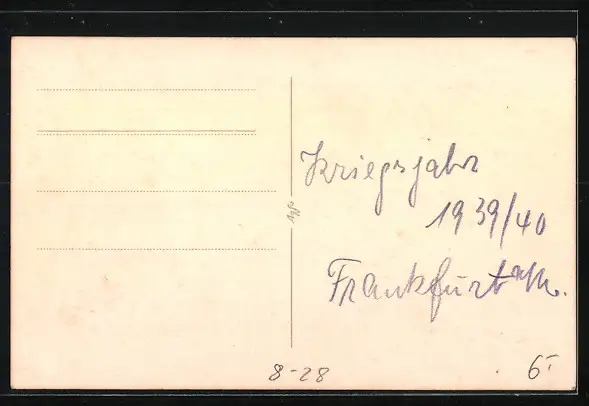 Kriegsjahr
1939/40
Frankfurt a/M.
8-28
6-